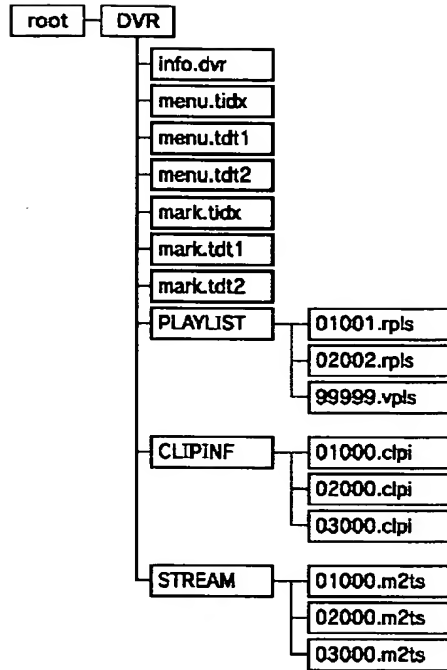 root DVR
info.dvr
menu.tidx
menu.tdt1
menu.tdt2
mark.tidx
mark.tdt1
mark.tdt2
PLAYLIST 01001.rpls
02002.rpls
99999.vpls
CLIPINF 01000.clpi
02000.clpi
03000.clpi
STREAM 01000.m2ts
02000.m2ts
03000.m2ts